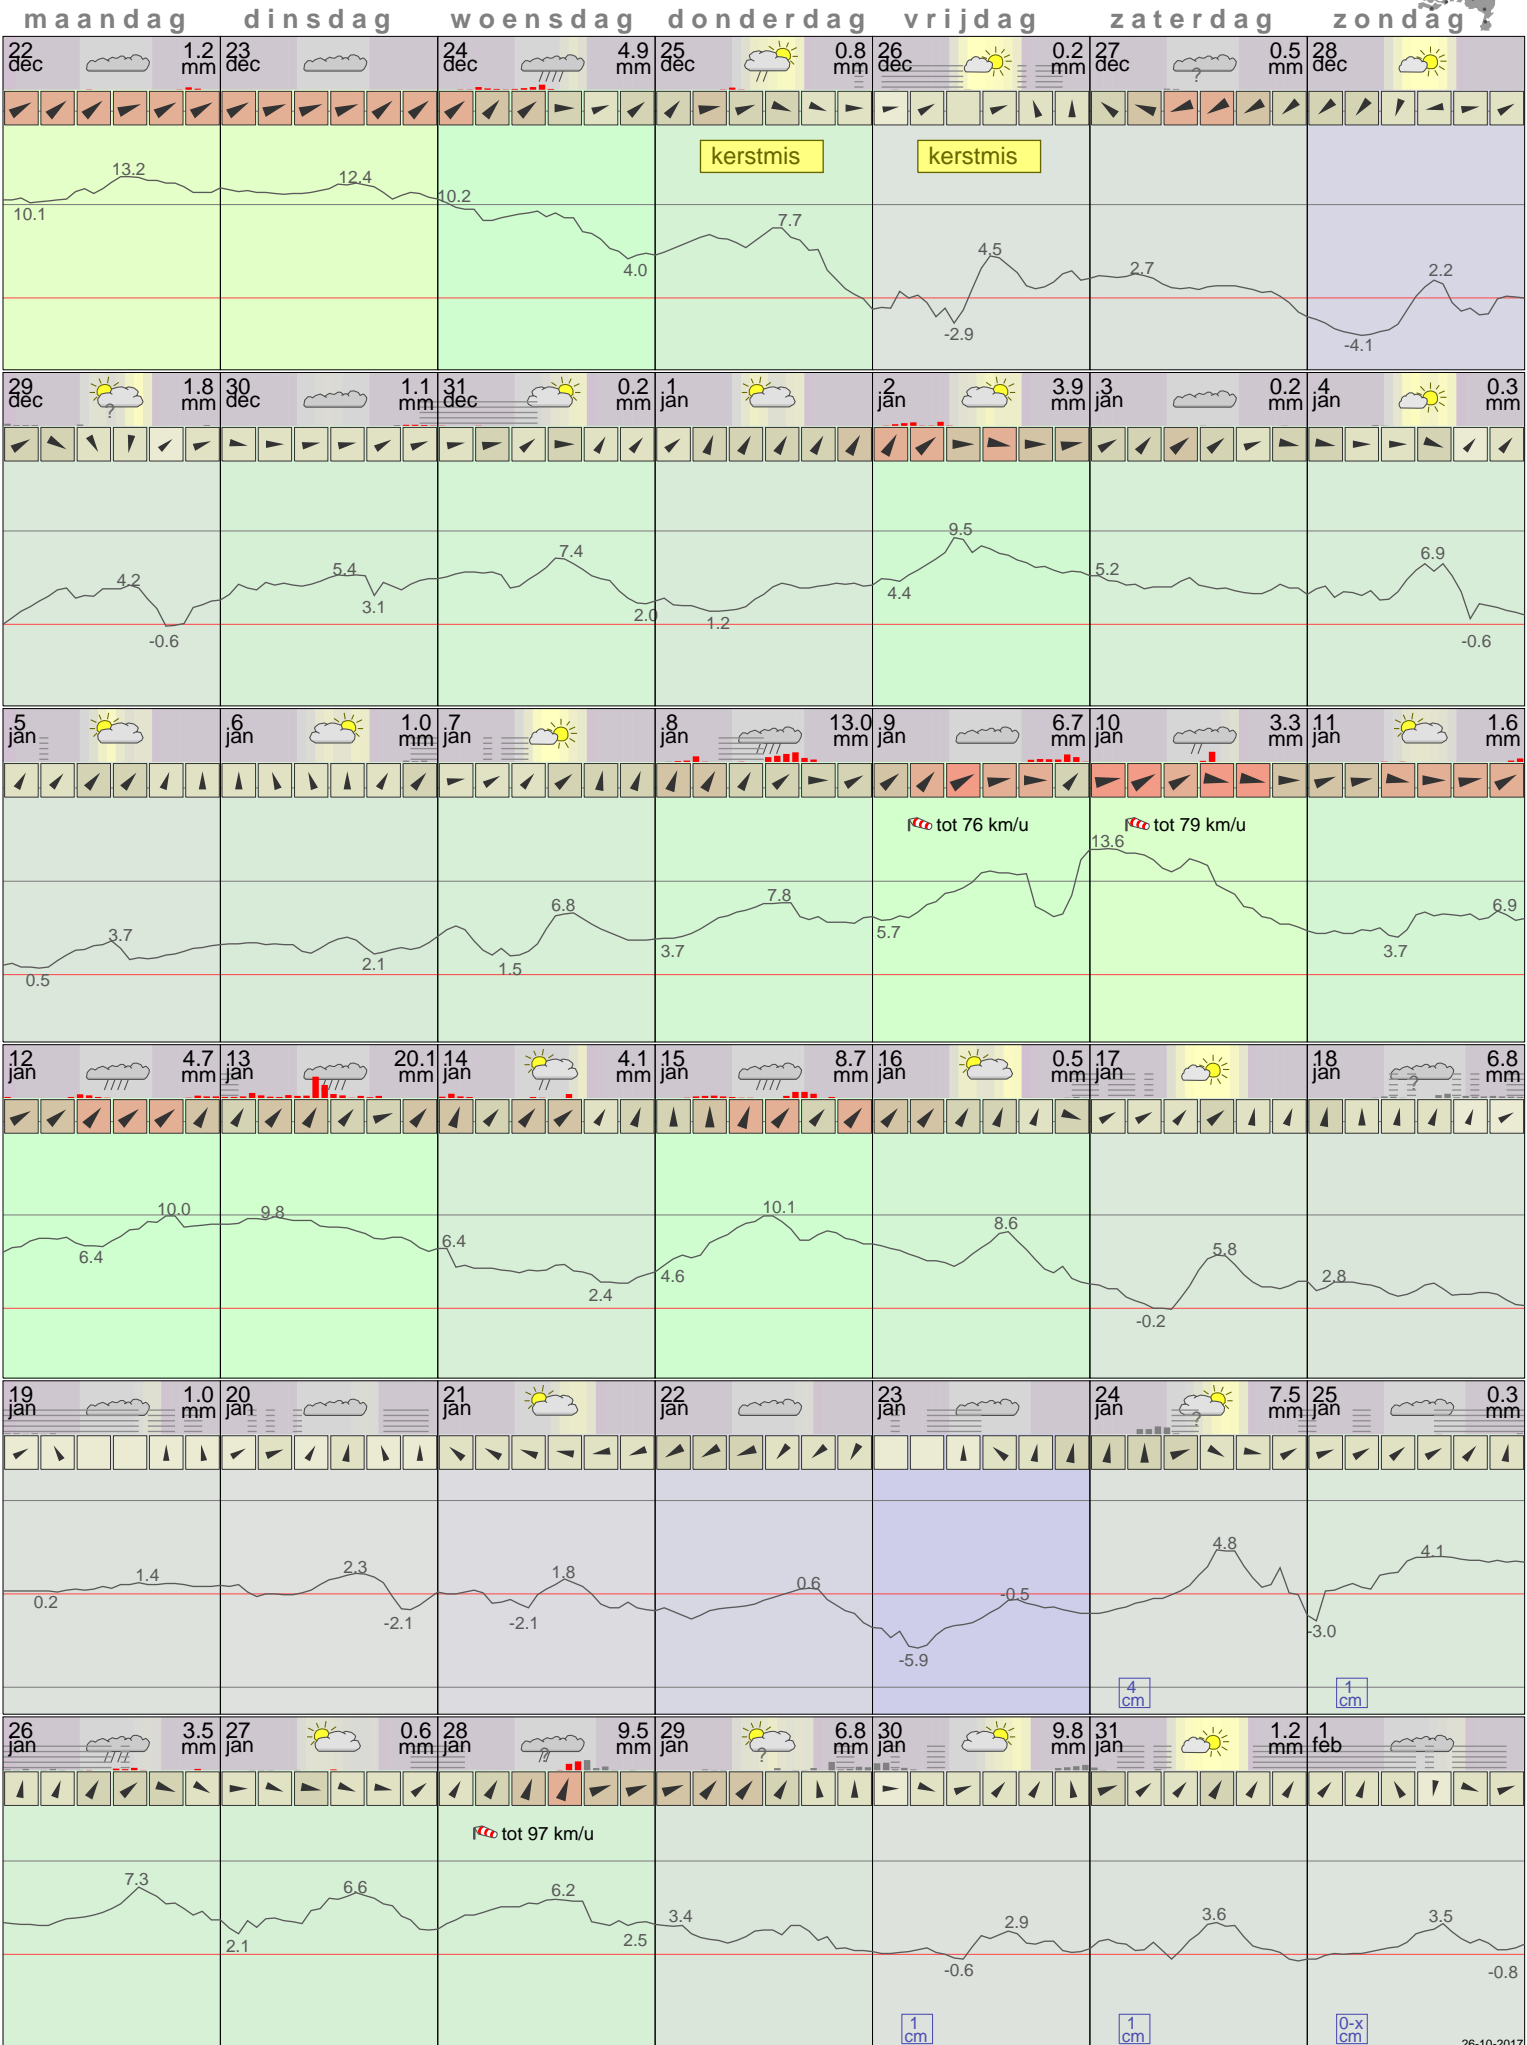 maandag dinsdag woensdag donderdag vrijdag zaterdag zondag
22 dec 1.2 mm 23 dec 24 dec 4.9 mm 25 dec 0.8 mm 26 dec 0.2 mm 27 dec ? 0.5 mm 28 dec
kerstmis kerstmis
13.2 12.4 10.2 7.7 4.5 2.7 2.2
10.1 4.0 -2.9 -4.1
29 dec ? 1.8 mm 30 dec 1.1 mm 31 dec 0.2 mm .1 jan .2 jan 3.9 mm .3 jan 0.2 mm .4 jan 0.3 mm
4.2 5.4 7.4 9.5 5.2 6.9
-0.6 3.1 2.0 1.2 4.4 -0.6
.5 jan .6 jan 1.0 mm .7 jan .8 jan 13.0 mm .9 jan 6.7 mm 10 jan 3.3 mm 11 jan 1.6 mm
tot 76 km/u tot 79 km/u
3.7 6.8 7.8 13.6 6.9
0.5 2.1 1.5 3.7 5.7 3.7
12 jan 4.7 mm 13 jan 20.1 mm 14 jan 4.1 mm 15 jan 8.7 mm 16 jan 0.5 mm 17 jan 18 jan ? 6.8 mm
10.0 9.8 6.4 10.1 8.6 5.8 2.8
6.4 2.4 4.6 -0.2
19 jan 1.0 mm 20 jan 21 jan 22 jan 23 jan 24 jan ? 7.5 mm 25 jan 0.3 mm
1.4 2.3 1.8 0.6 -0.5 4.8 4.1
0.2 -2.1 -2.1 -5.9 -3.0
4 cm 1 cm
26 jan 3.5 mm 27 jan 0.6 mm 28 jan ? 9.5 mm 29 jan ? 6.8 mm 30 jan 9.8 mm 31 jan 1.2 mm 1 feb
tot 97 km/u
7.3 6.6 6.2 3.4 2.9 3.6 3.5
2.1 2.5 -0.6 -0.8
1 cm 1 cm 0-x cm
26-10-2017